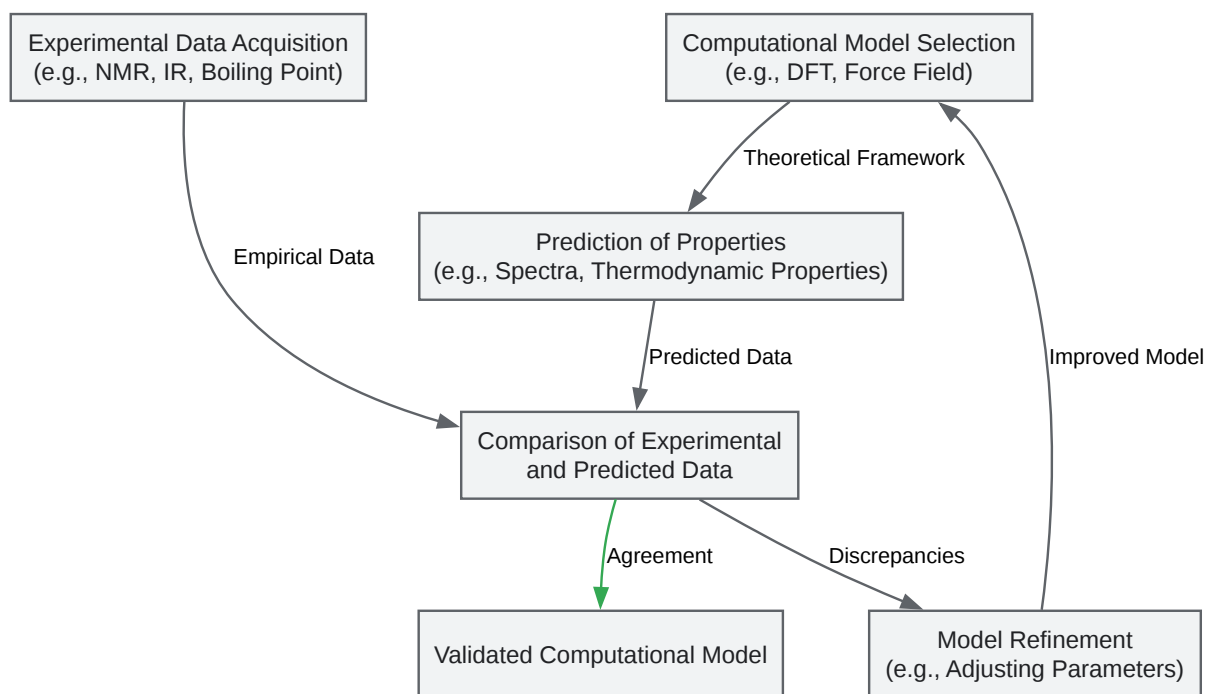 Experimental Data Acquisition
(e.g., NMR, IR, Boiling Point)
Computational Model Selection
(e.g., DFT, Force Field)
Theoretical Framework
Prediction of Properties
(e.g., Spectra, Thermodynamic Properties)
Empirical Data
Predicted Data
Improved Model
Comparison of Experimental
and Predicted Data
Agreement
Discrepancies
Validated Computational Model
Model Refinement
(e.g., Adjusting Parameters)